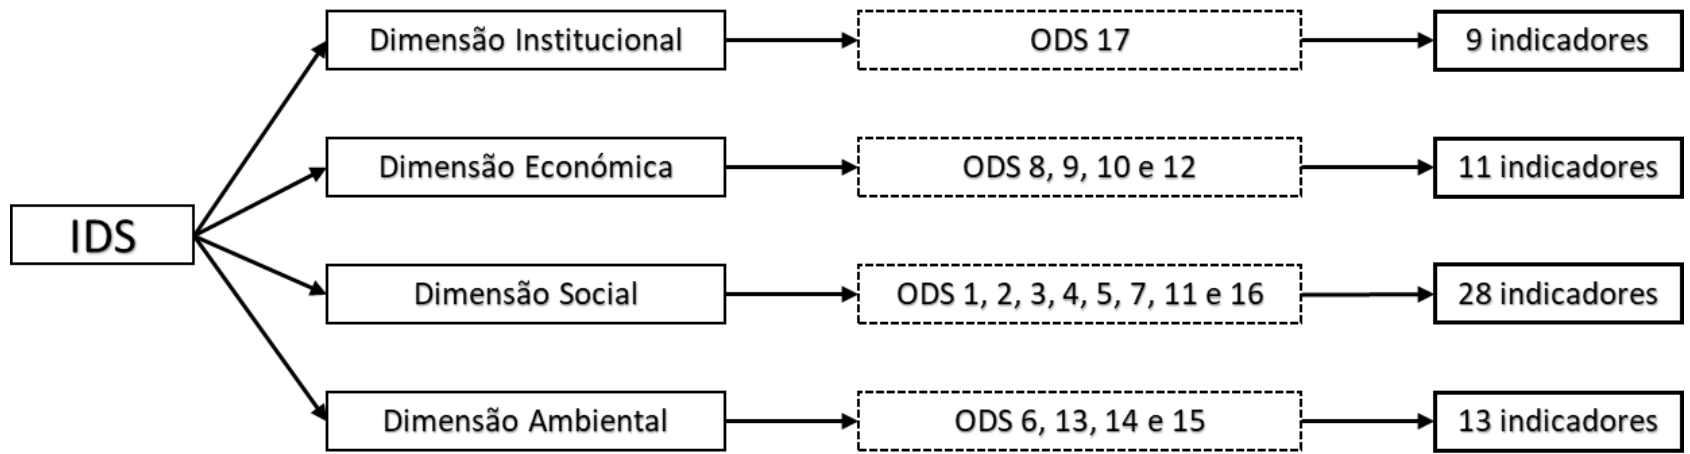 Dimensão Institucional
ODS 17
9 indicadores
Dimensão Económica
ODS 8, 9, 10 e 12
11 indicadores
IDS
Dimensão Social
ODS 1, 2, 3, 4, 5, 7, 11 e 16
28 indicadores
Dimensão Ambiental
ODS 6, 13, 14 e 15
13 indicadores